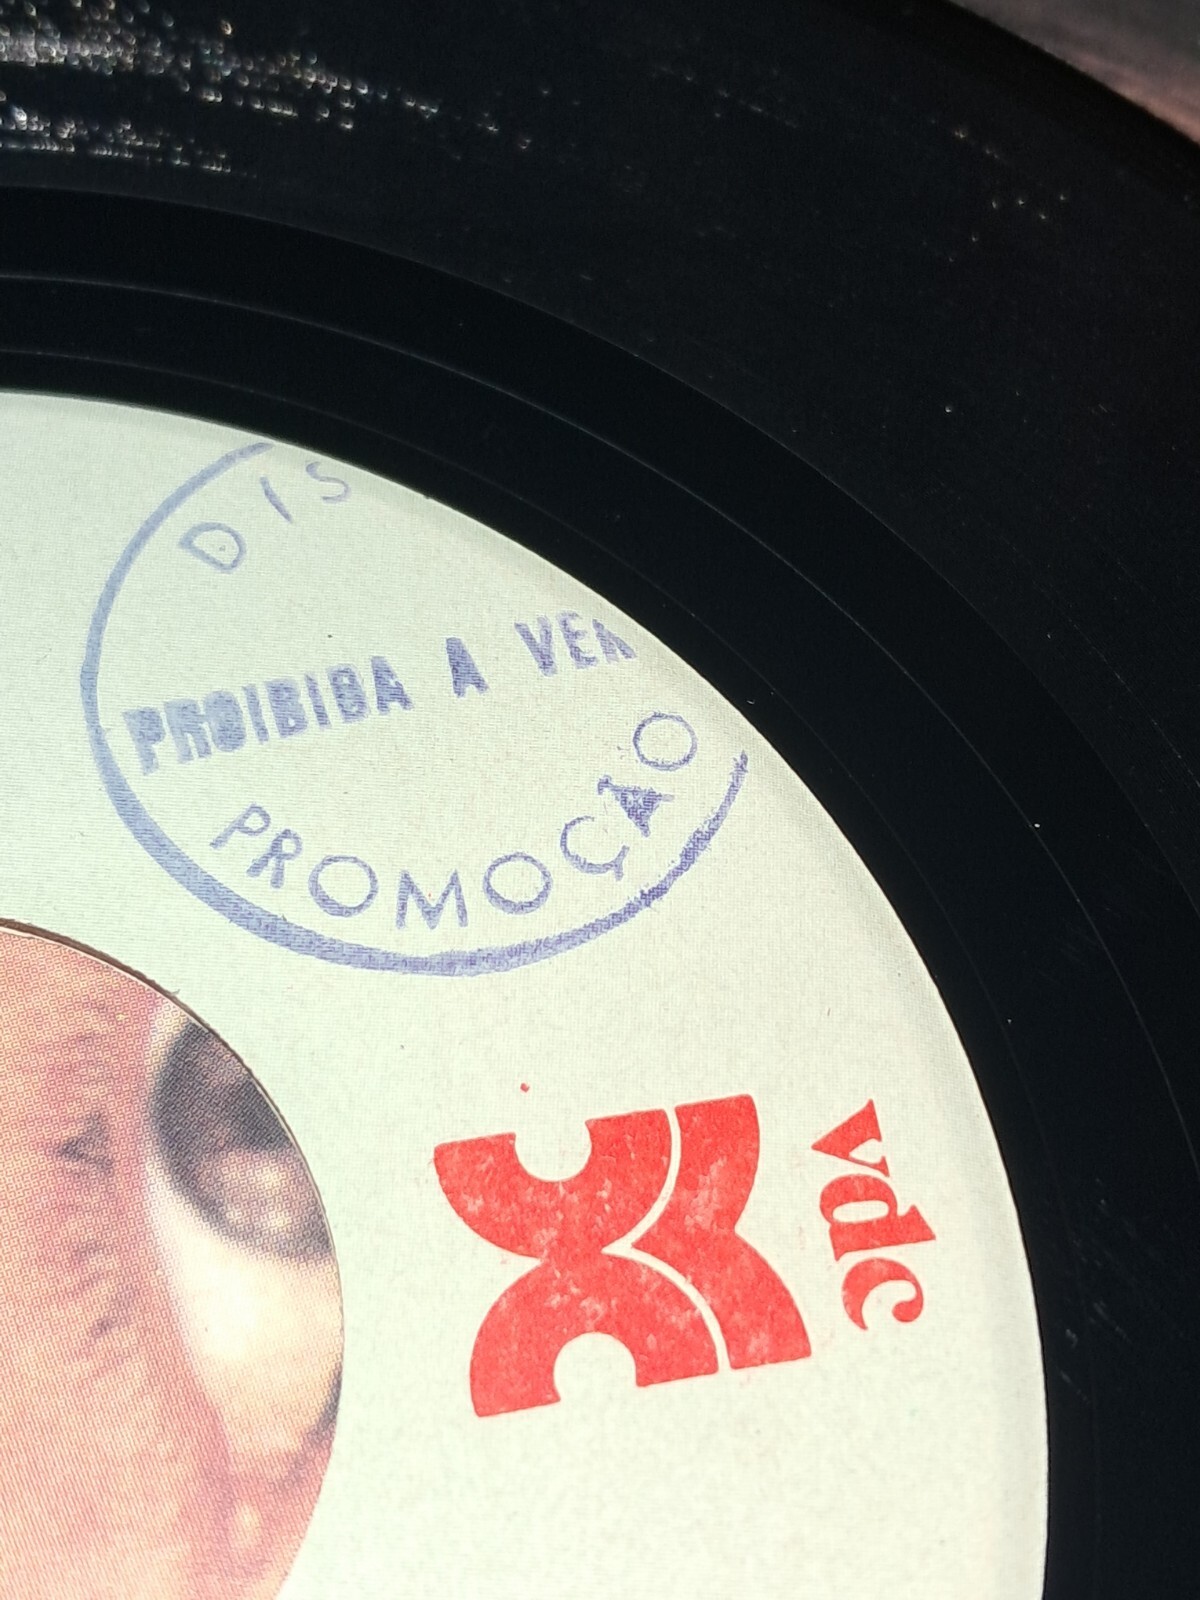 DIS
PROIBIDA A VEN
PROMOÇÃO
vdc